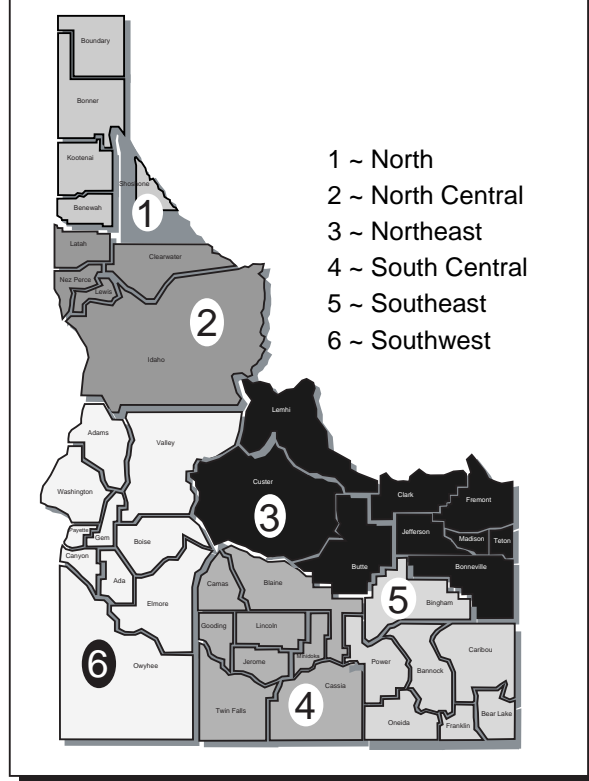 Boundary
Bonner
Kootenai
Shoshone
Benewah
1
Latah
Clearwater
Nez Perce
Lewis
2
Idaho
1 ~ North
2 ~ North Central
3 ~ Northeast
4 ~ South Central
5 ~ Southeast
6 ~ Southwest
Lemhi
Adams
Valley
Custer
Washington
Clark
Fremont
3
Payette
Gem
Boise
Jefferson
Madison
Teton
Canyon
Ada
Camas
Blaine
Butte
Bonneville
Elmore
5
Bingham
Gooding
Lincoln
Minidoka
6
Owyhee
Jerome
Power
Bannock
Caribou
Cassia
4
Twin Falls
Oneida
Franklin
Bear Lake